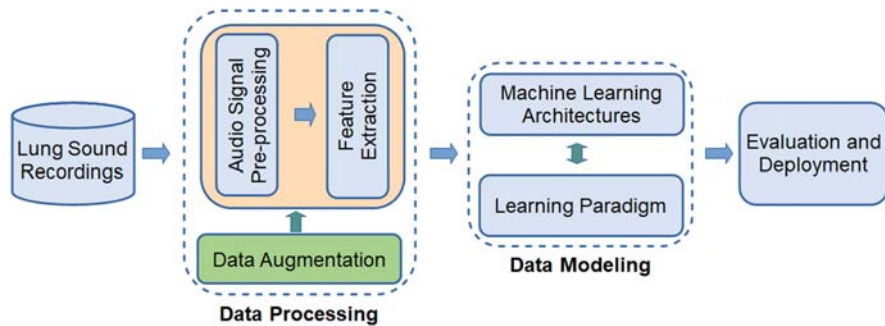 Lung Sound
Recordings
Audio Signal
Pre-processing
Feature
Extraction
Data Augmentation
Data Processing
Machine Learning
Architectures
Learning Paradigm
Data Modeling
Evaluation and
Deployment